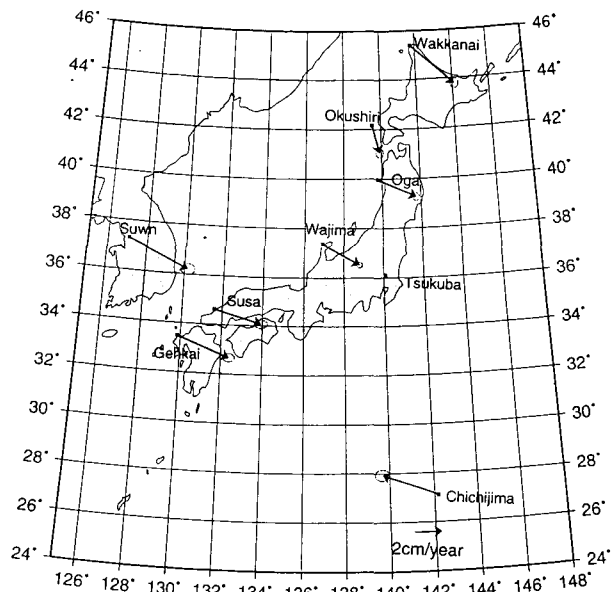 46° 46°
Wakkanai
44° 44°
Okushiri
42° 42°
Oga
40° 40°
38° 38°
Suwn Wajima
36° 36°
Tsukuba
Susa
34° 34°
Genkai
32° 32°
30° 30°
28° 28°
Chichijima
26° 26°
2cm/year
24° 24°
126° 128° 130° 132° 134° 136° 138° 140° 142° 144° 146° 148°